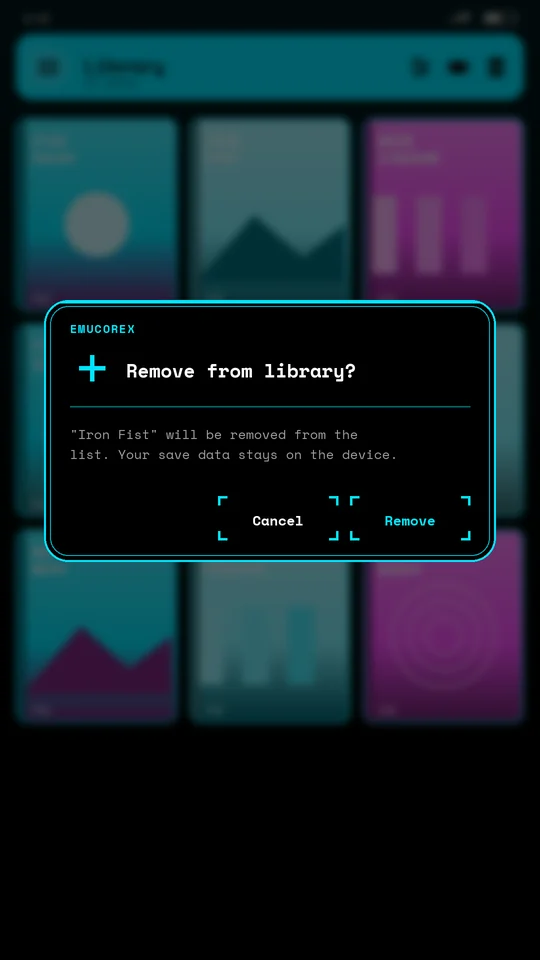 Library
EMUCOREX
Remove from library?
"Iron Fist" will be removed from the
list. Your save data stays on the device.
Cancel
Remove